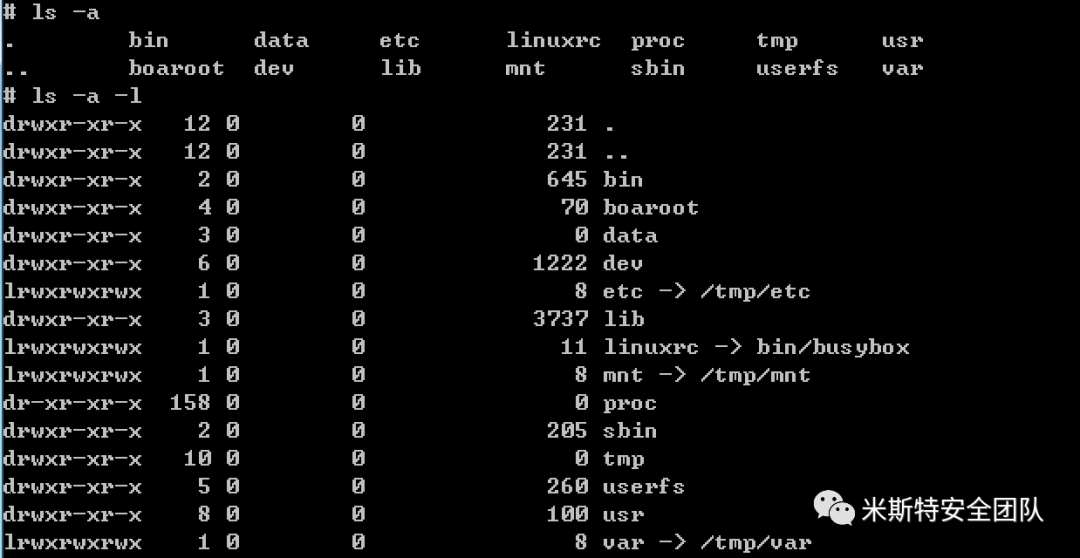 # ls -a
.        bin      data     etc      linuxrc  proc     tmp      usr
..       boaroot  dev      lib      mnt      sbin     userfs   var
# ls -a -l
drwxr-xr-x   12 0        0             231 .
drwxr-xr-x   12 0        0             231 ..
drwxr-xr-x    2 0        0             645 bin
drwxr-xr-x    4 0        0              70 boaroot
drwxr-xr-x    3 0        0               0 data
drwxr-xr-x    6 0        0            1222 dev
lrwxrwxrwx    1 0        0               8 etc -> /tmp/etc
drwxr-xr-x    3 0        0            3737 lib
lrwxrwxrwx    1 0        0              11 linuxrc -> bin/busybox
lrwxrwxrwx    1 0        0               8 mnt -> /tmp/mnt
dr-xr-xr-x  158 0        0               0 proc
drwxr-xr-x    2 0        0             205 sbin
drwxr-xr-x   10 0        0               0 tmp
drwxr-xr-x    5 0        0             260 userfs
drwxr-xr-x    8 0        0             100 usr
lrwxrwxrwx    1 0        0               8 var -> /tmp/var
米斯特安全团队